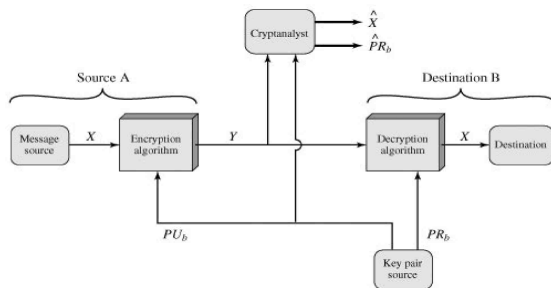 Cryptanalyst
X̂
P̂R_b
Source A
Destination B
Message
source
X
Encryption
algorithm
Y
Decryption
algorithm
X
Destination
PU_b
PR_b
Key pair
source